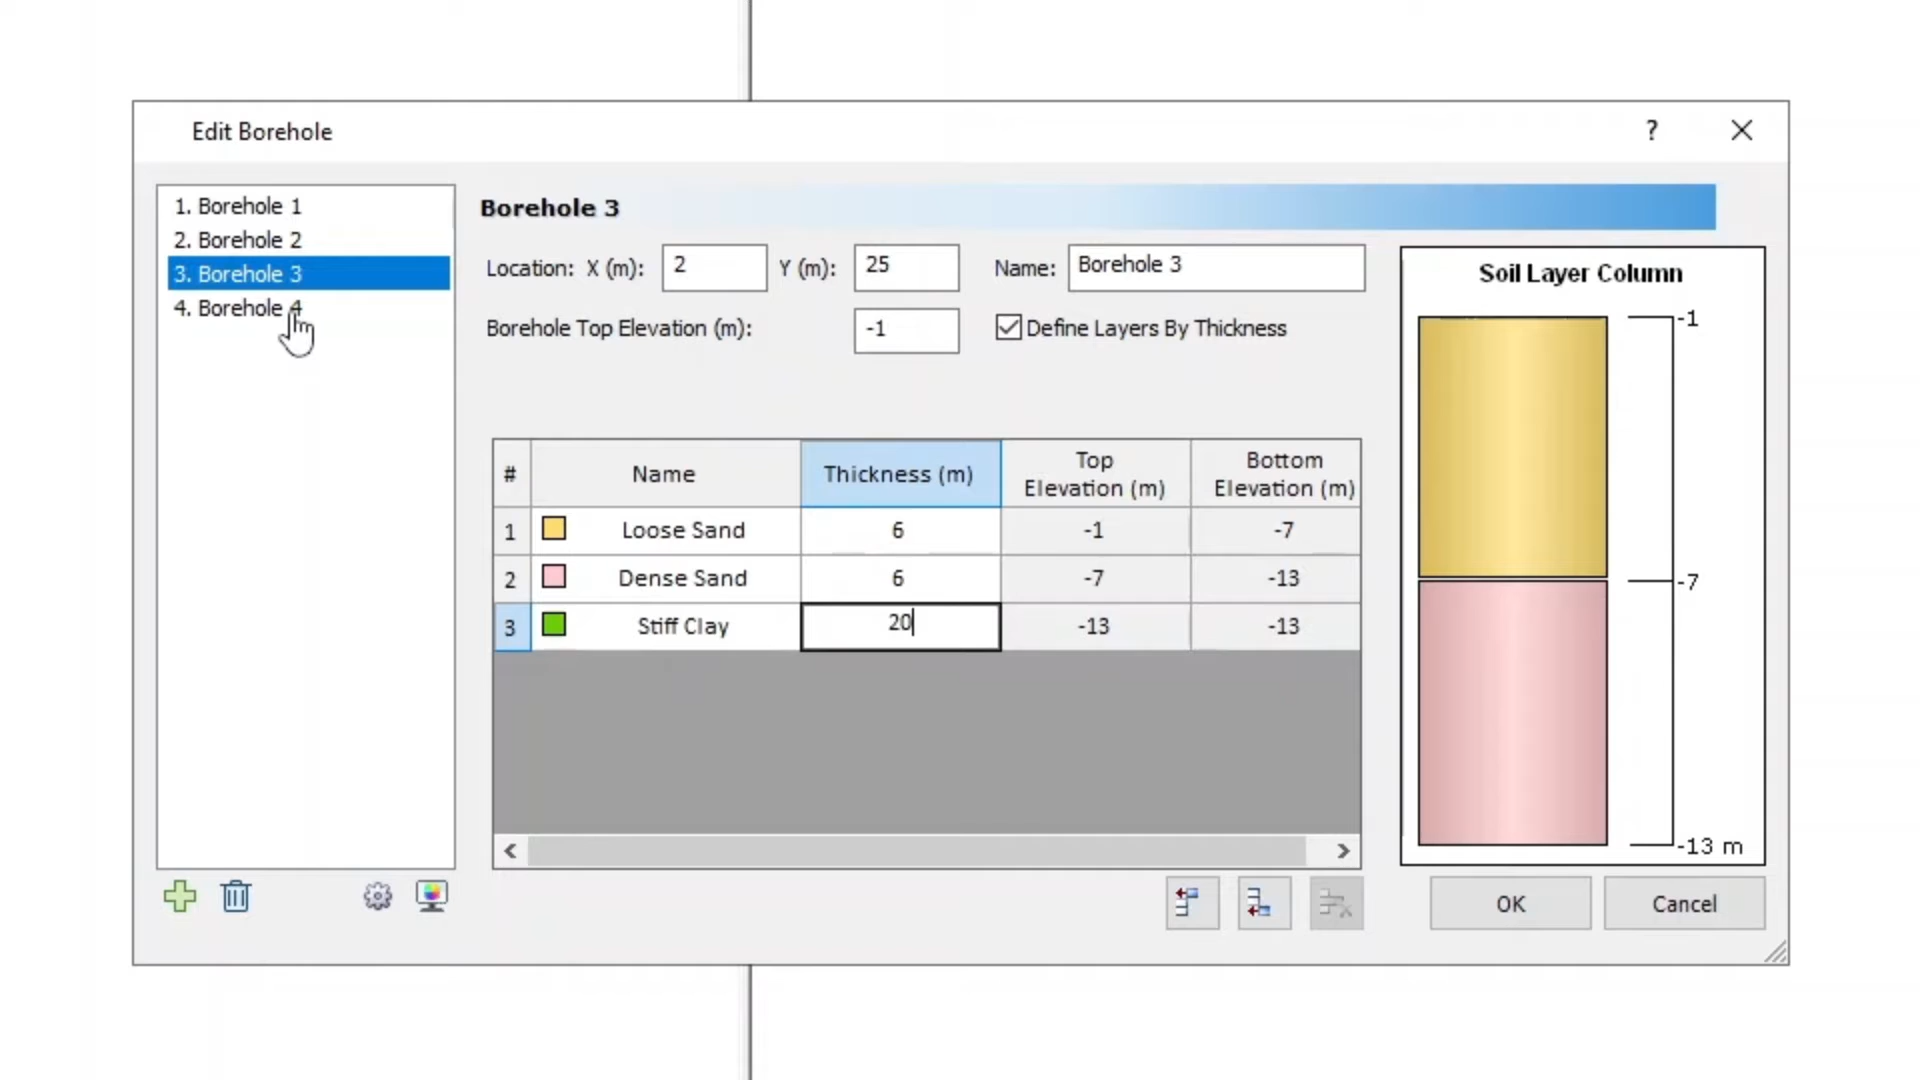 Edit Borehole
?
1. Borehole 1
2. Borehole 2
3. Borehole 3
4. Borehole 4
Borehole 3
Location: X (m): 2 Y (m): 25 Name: Borehole 3
Borehole Top Elevation (m): -1 Define Layers By Thickness
# Name Thickness (m) Top Elevation (m) Bottom Elevation (m)
1 Loose Sand 6 -1 -7
2 Dense Sand 6 -7 -13
3 Stiff Clay 20 -13 -13
Soil Layer Column
-1
-7
-13 m
OK Cancel